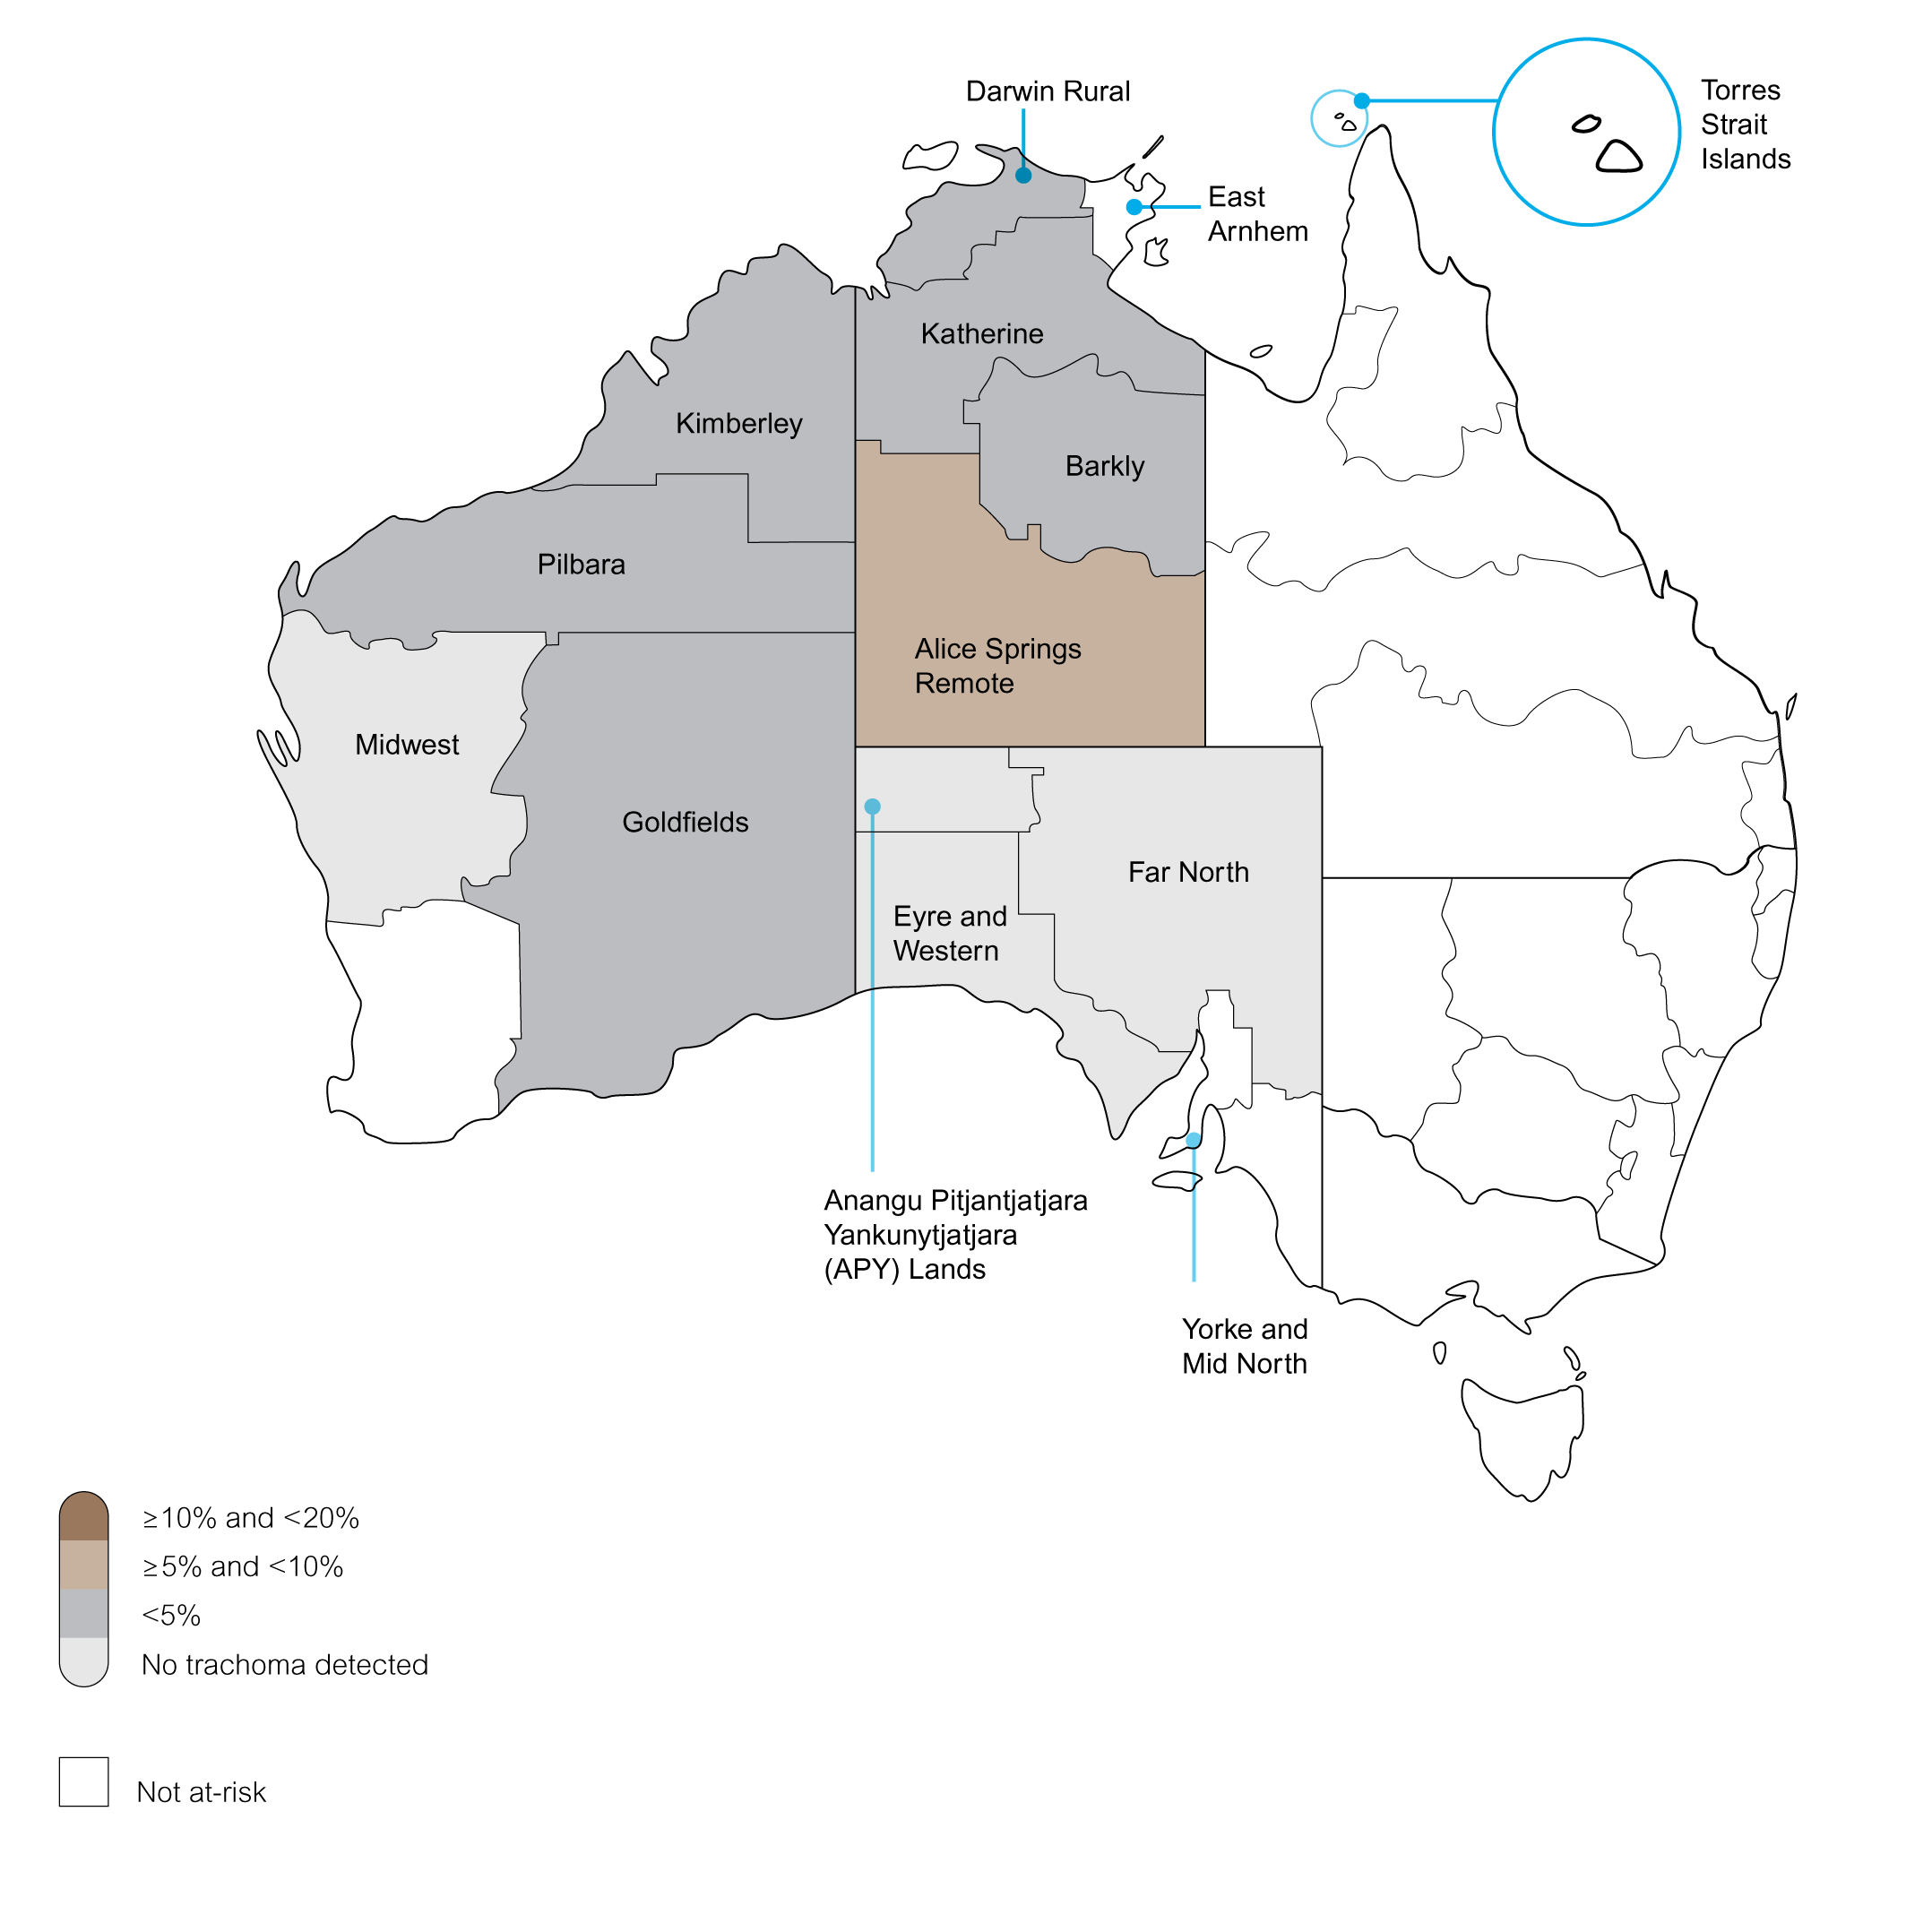 Darwin Rural
Torres
Strait
Islands
East
Arnhem
Katherine
Kimberley
Barkly
Pilbara
Alice Springs
Remote
Midwest
Goldfields
Far North
Eyre and
Western
Anangu Pitjantjatjara
Yankunytjatjara
(APY) Lands
Yorke and
Mid North
≥10% and <20%
≥5% and <10%
<5%
No trachoma detected
Not at-risk